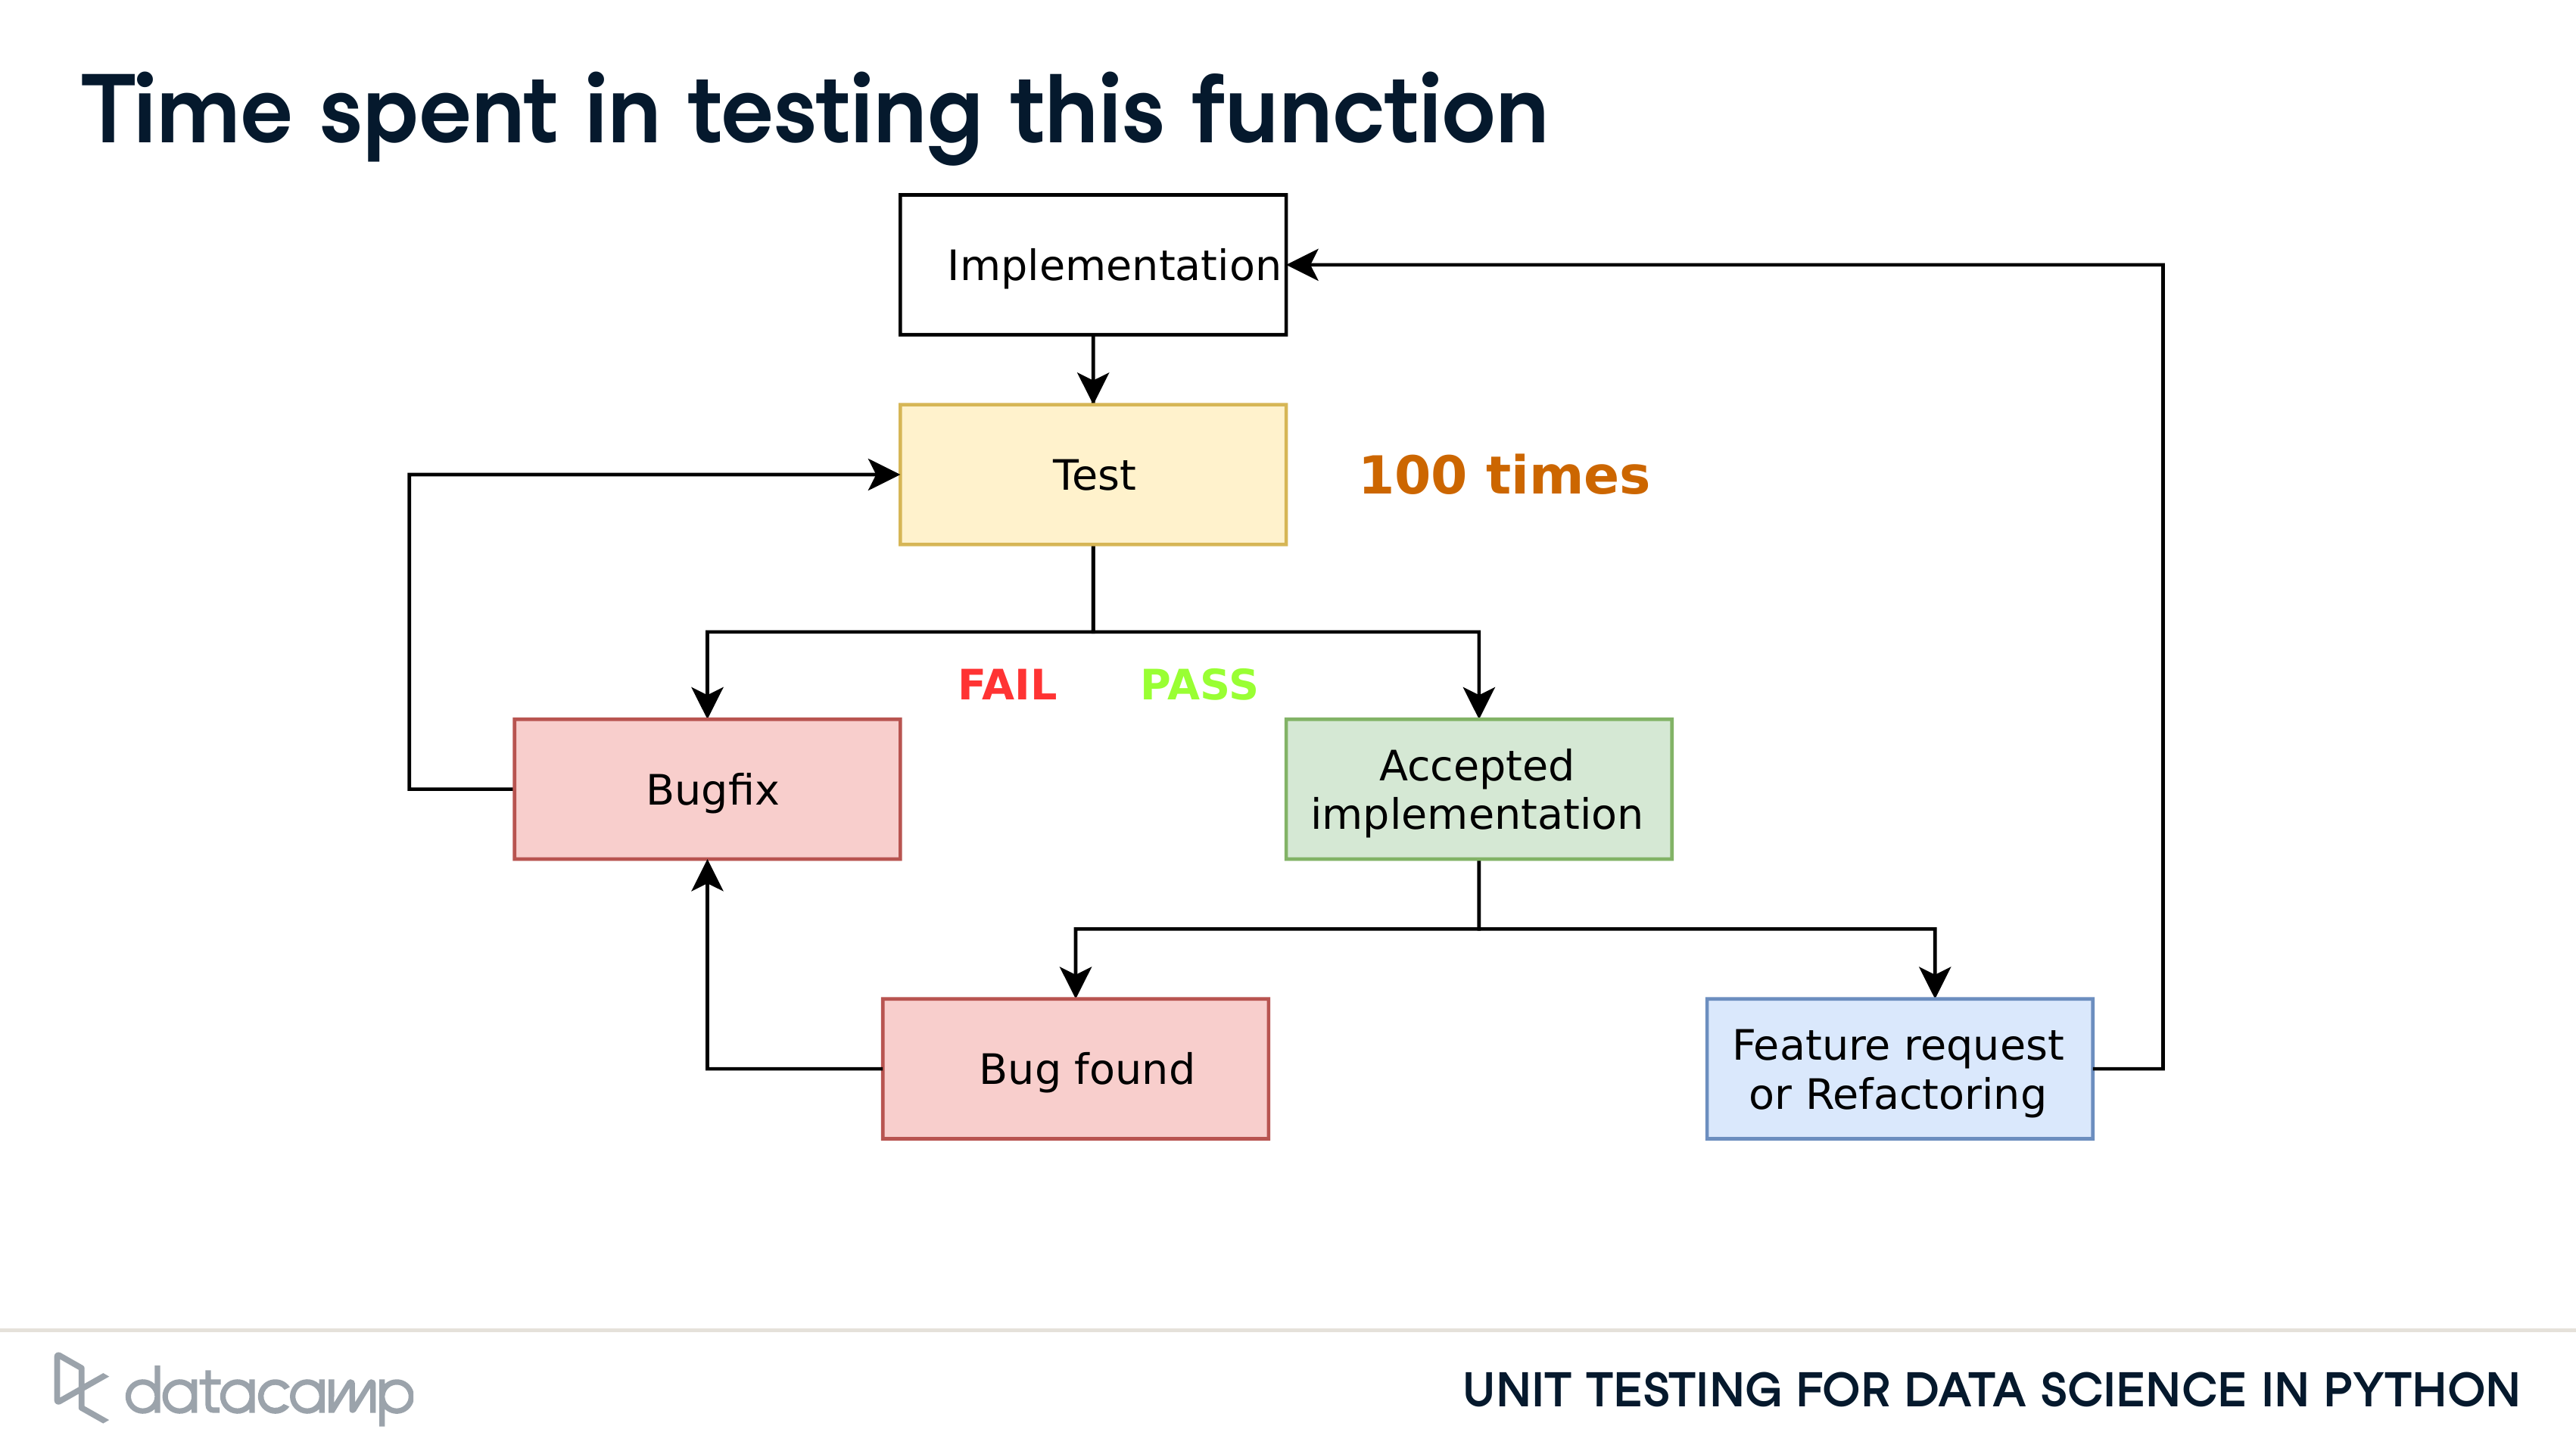 Time spent in testing this function
Implementation
Test
100 times
FAIL
PASS
Bugfix
Accepted
implementation
Bug found
Feature request
or Refactoring
datacamp
UNIT TESTING FOR DATA SCIENCE IN PYTHON